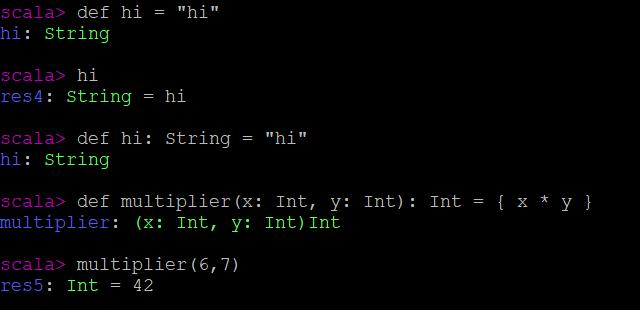 scala> def hi = "hi"
hi: String
scala> hi
res4: String = hi
scala> def hi: String = "hi"
hi: String
scala> def multiplier(x: Int, y: Int): Int = { x * y }
multiplier: (x: Int, y: Int)Int
scala> multiplier(6,7)
res5: Int = 42